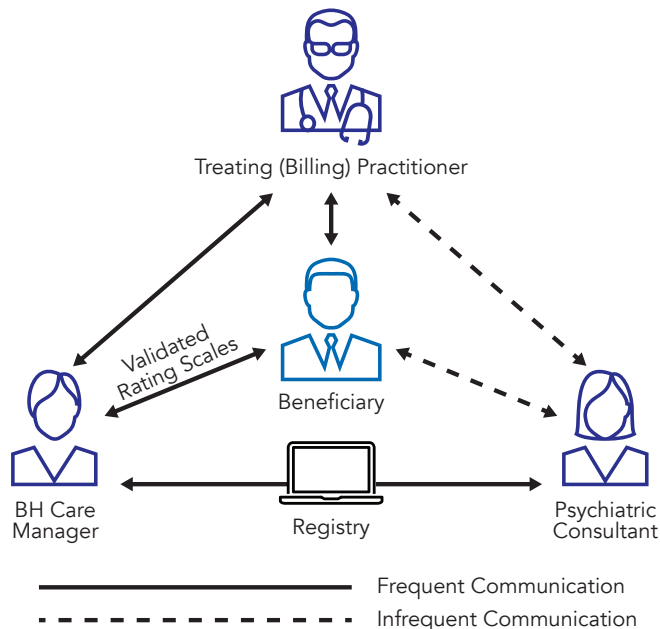 Treating (Billing) Practitioner
Validated
Rating Scales
Beneficiary
BH Care
Manager
Registry
Psychiatric
Consultant
Frequent Communication
Infrequent Communication